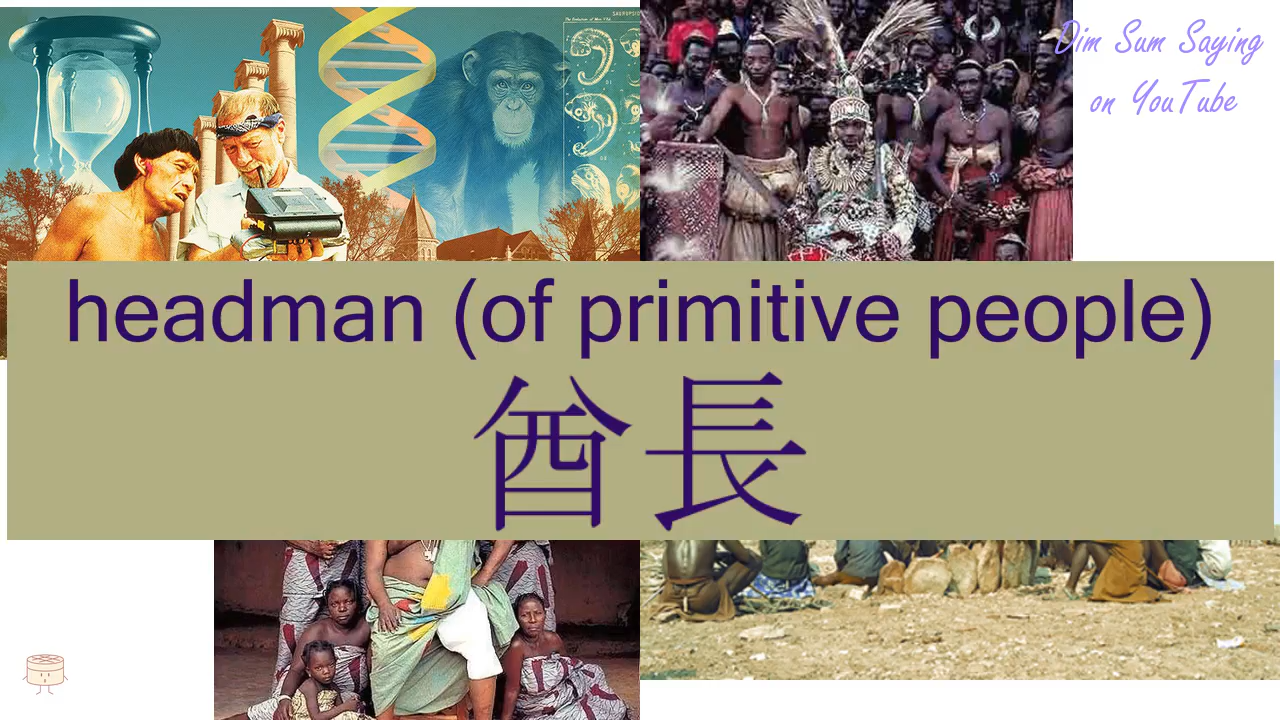 Dim Sum Saying
on YouTube
headman (of primitive people)
酋長